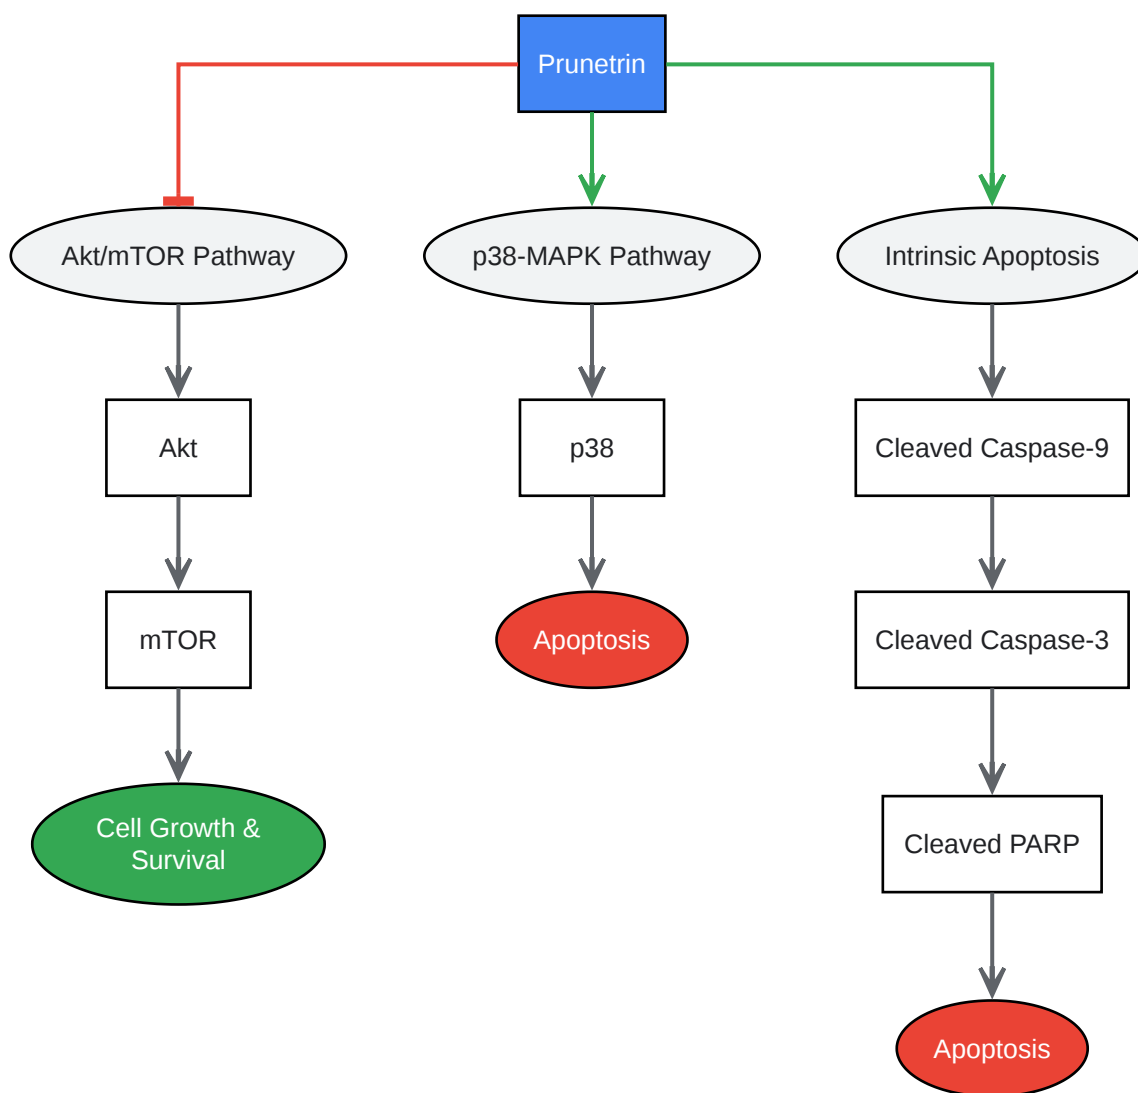 Prunetrin
Akt/mTOR Pathway
p38-MAPK Pathway
Intrinsic Apoptosis
Akt
p38
Cleaved Caspase-9
mTOR
Apoptosis
Cleaved Caspase-3
Cell Growth &
Survival
Cleaved PARP
Apoptosis